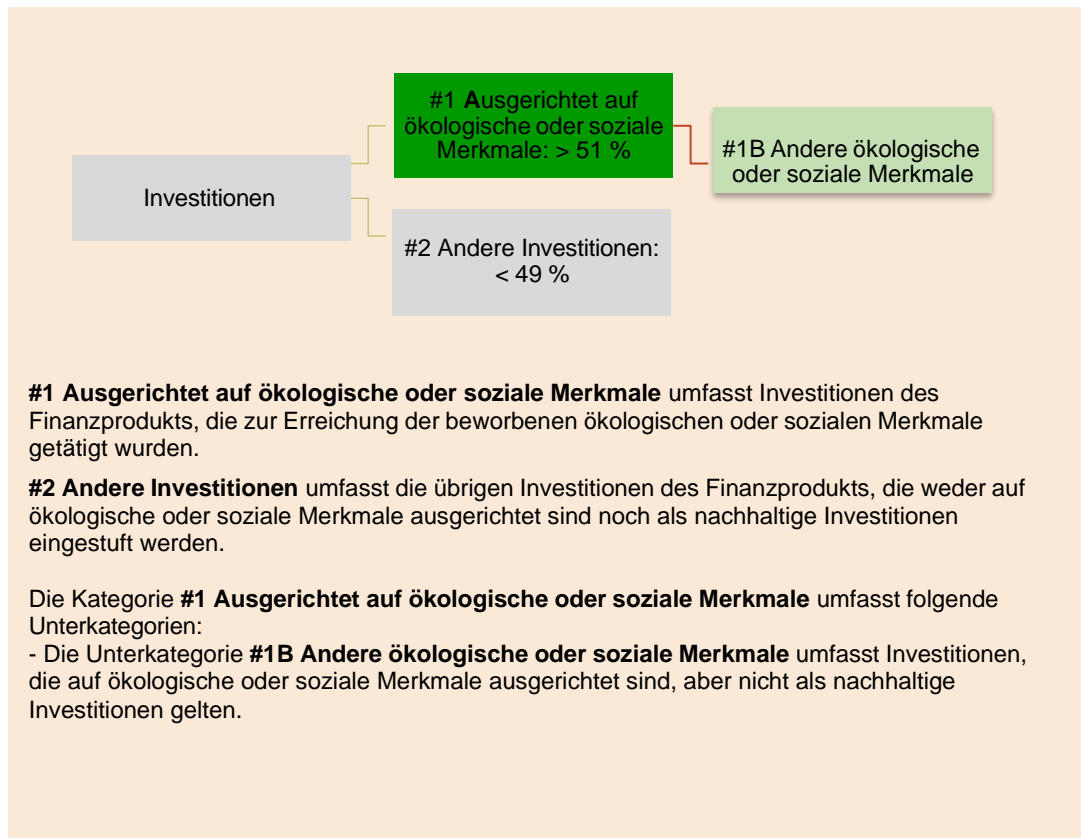 #1 Ausgerichtet auf
ökologische oder soziale
Merkmale: > 51 %
#1B Andere ökologische
oder soziale Merkmale
Investitionen
#2 Andere Investitionen:
< 49 %
#1 Ausgerichtet auf ökologische oder soziale Merkmale umfasst Investitionen des
Finanzprodukts, die zur Erreichung der beworbenen ökologischen oder sozialen Merkmale
getätigt wurden.
#2 Andere Investitionen umfasst die übrigen Investitionen des Finanzprodukts, die weder auf
ökologische oder soziale Merkmale ausgerichtet sind noch als nachhaltige Investitionen
eingestuft werden.
Die Kategorie #1 Ausgerichtet auf ökologische oder soziale Merkmale umfasst folgende
Unterkategorien:
- Die Unterkategorie #1B Andere ökologische oder soziale Merkmale umfasst Investitionen,
die auf ökologische oder soziale Merkmale ausgerichtet sind, aber nicht als nachhaltige
Investitionen gelten.